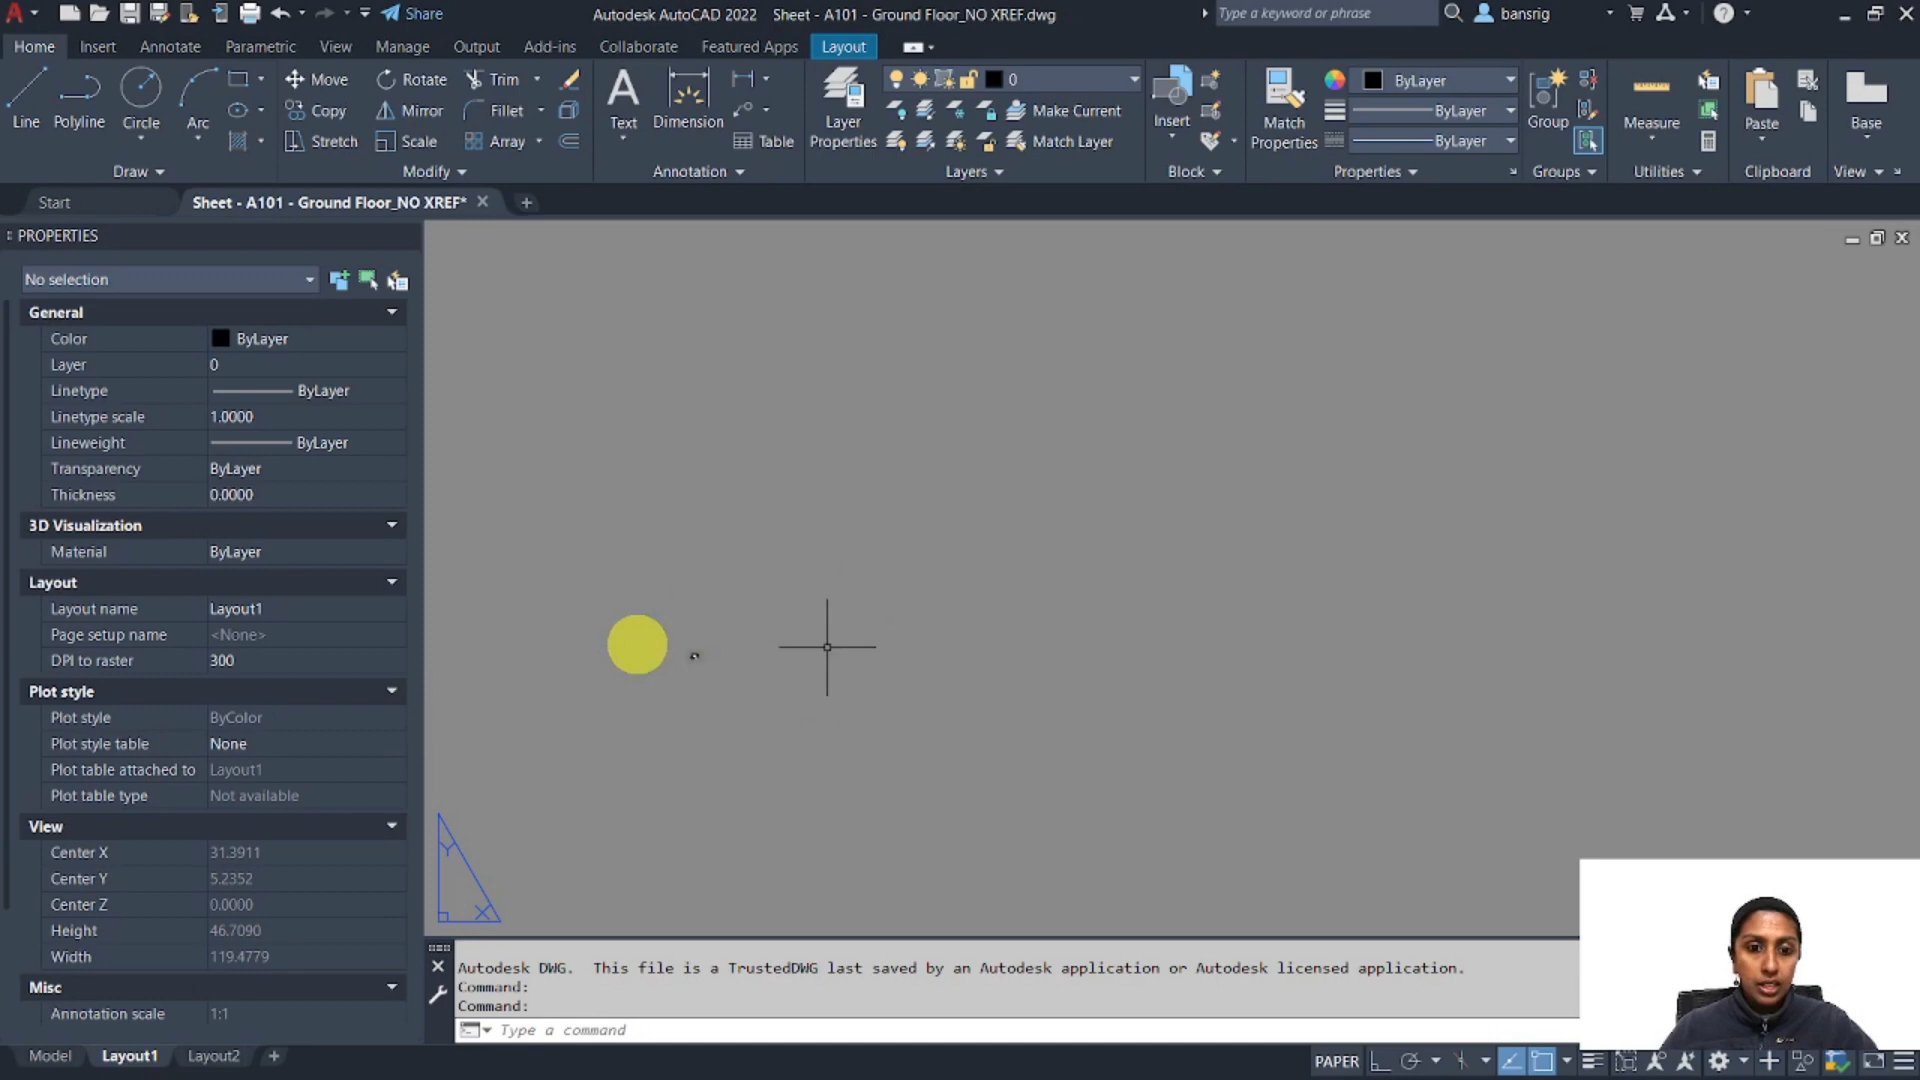 Share
Autodesk AutoCAD 2022 Sheet - A101 - Ground Floor_NO XREF.dwg
Type a keyword or phrase
bansrig
Home Insert Annotate Parametric View Manage Output Add-ins Collaborate Featured Apps Layout
Line Polyline Circle Arc
Move Rotate Trim
Copy Mirror Fillet
Stretch Scale Array
Text Dimension
Table
Layer Properties
0
Make Current
Match Layer
Insert
Match Properties
ByLayer
ByLayer
ByLayer
Group
Measure
Paste
Base
Draw Modify Annotation Layers Block Properties Groups Utilities Clipboard View
Start
Sheet - A101 - Ground Floor_NO XREF*
PROPERTIES
No selection
General
Color ByLayer
Layer 0
Linetype ByLayer
Linetype scale 1.0000
Lineweight ByLayer
Transparency ByLayer
Thickness 0.0000
3D Visualization
Material ByLayer
Layout
Layout name Layout1
Page setup name <None>
DPI to raster 300
Plot style
Plot style ByColor
Plot style table None
Plot table attached to Layout1
Plot table type Not available
View
Center X 31.3911
Center Y 5.2352
Center Z 0.0000
Height 46.7090
Width 119.4779
Misc
Annotation scale 1:1
Y
X
Autodesk DWG. This file is a TrustedDWG last saved by an Autodesk application or Autodesk licensed application.
Command:
Command:
Type a command
Model Layout1 Layout2
PAPER